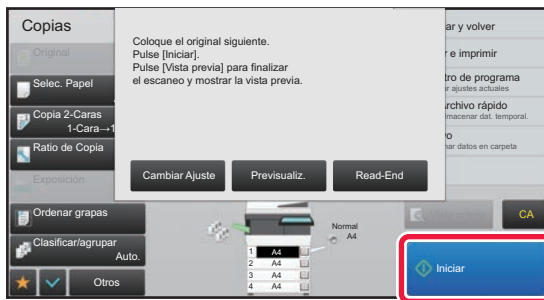 Copias
Original
Selec. Papel
Copia 2-Caras
1-Cara→1
Ratio de Copia
Exposición
Ordenar grapas
Clasificar/agrupar
Auto.
Otros
Coloque el original siguiente.
Pulse [Iniciar].
Pulse [Vista previa] para finalizar
el escaneo y mostrar la vista previa.
Cambiar Ajuste
Previsualiz.
Read-End
Normal
A4
1 A4
2 A4
3 A4
4 A4
ar y volver
r e imprimir
tro de programa
ajustes actuales
rchivo rápido
macenar dat. temporal.
o
ar datos en carpeta
CA
Iniciar